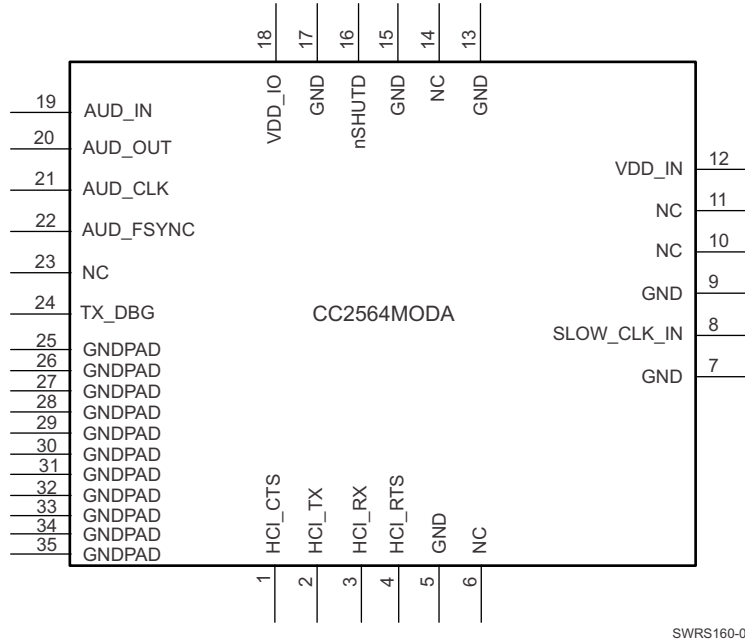 18 17 16 15 14 13
VDD_IO GND nSHUTD GND NC GND
19 AUD_IN
20 AUD_OUT
21 AUD_CLK
22 AUD_FSYNC
23 NC
24 TX_DBG
25 GNDPAD
26 GNDPAD
27 GNDPAD
28 GNDPAD
29 GNDPAD
30 GNDPAD
31 GNDPAD
32 GNDPAD
33 GNDPAD
34 GNDPAD
35 GNDPAD
CC2564MODA
VDD_IN 12
NC 11
NC 10
GND 9
SLOW_CLK_IN 8
GND 7
HCI_CTS HCI_TX HCI_RX HCI_RTS GND NC
1 2 3 4 5 6
SWRS160-0